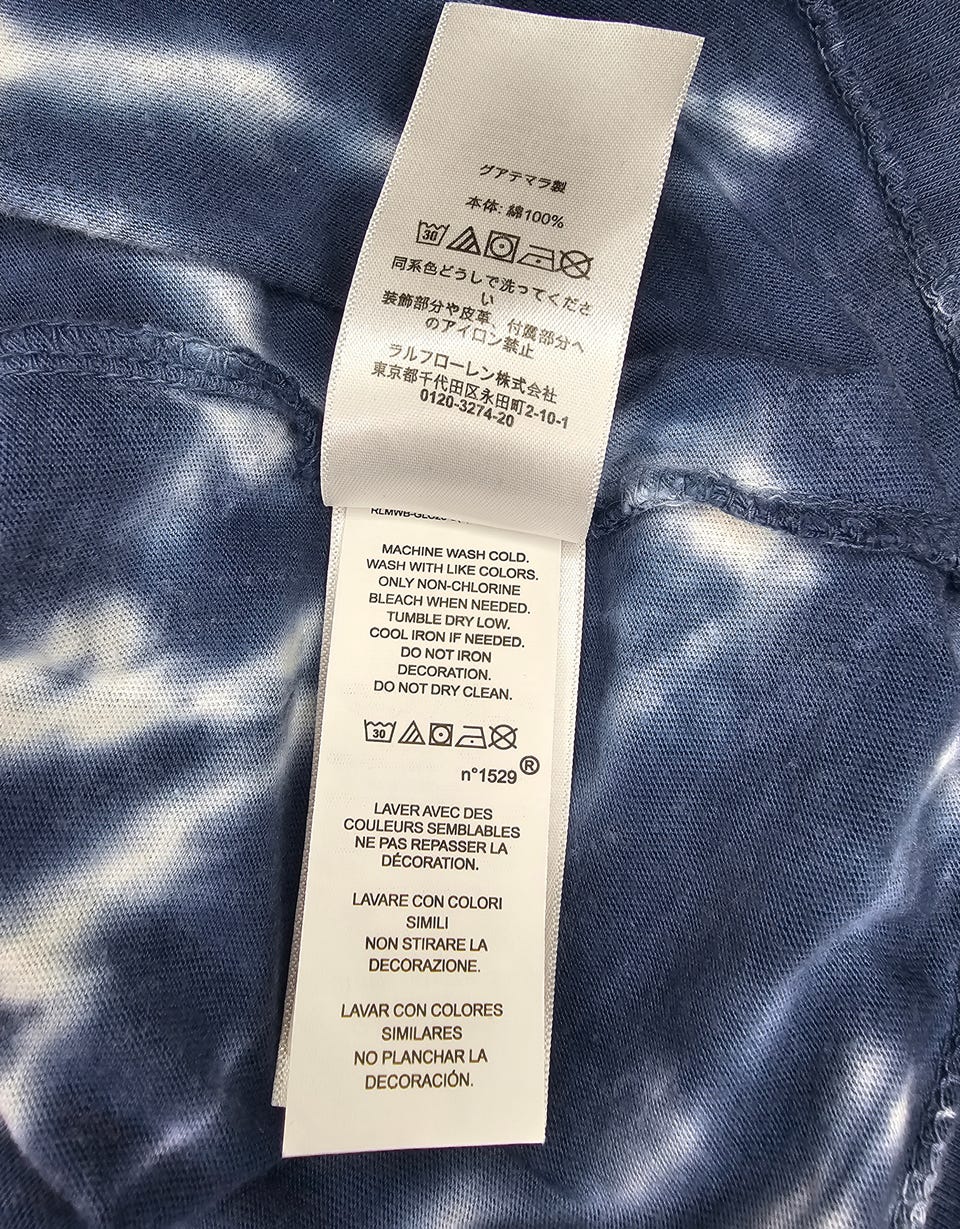 グアテマラ製
本体: 綿100%
30
同系色どうしで洗ってくださ
い
装飾部分や皮革、付属部分へ
のアイロン禁止
ラルフローレン株式会社
東京都千代田区永田町2-10-1
0120-3274-20
MACHINE WASH COLD.
WASH WITH LIKE COLORS.
ONLY NON-CHLORINE
BLEACH WHEN NEEDED.
TUMBLE DRY LOW.
COOL IRON IF NEEDED.
DO NOT IRON
DECORATION.
DO NOT DRY CLEAN.
30
n°1529®
LAVER AVEC DES
COULEURS SEMBLABLES
NE PAS REPASSER LA
DÉCORATION.
LAVARE CON COLORI
SIMILI
NON STIRARE LA
DECORAZIONE.
LAVAR CON COLORES
SIMILARES
NO PLANCHAR LA
DECORACIÓN.